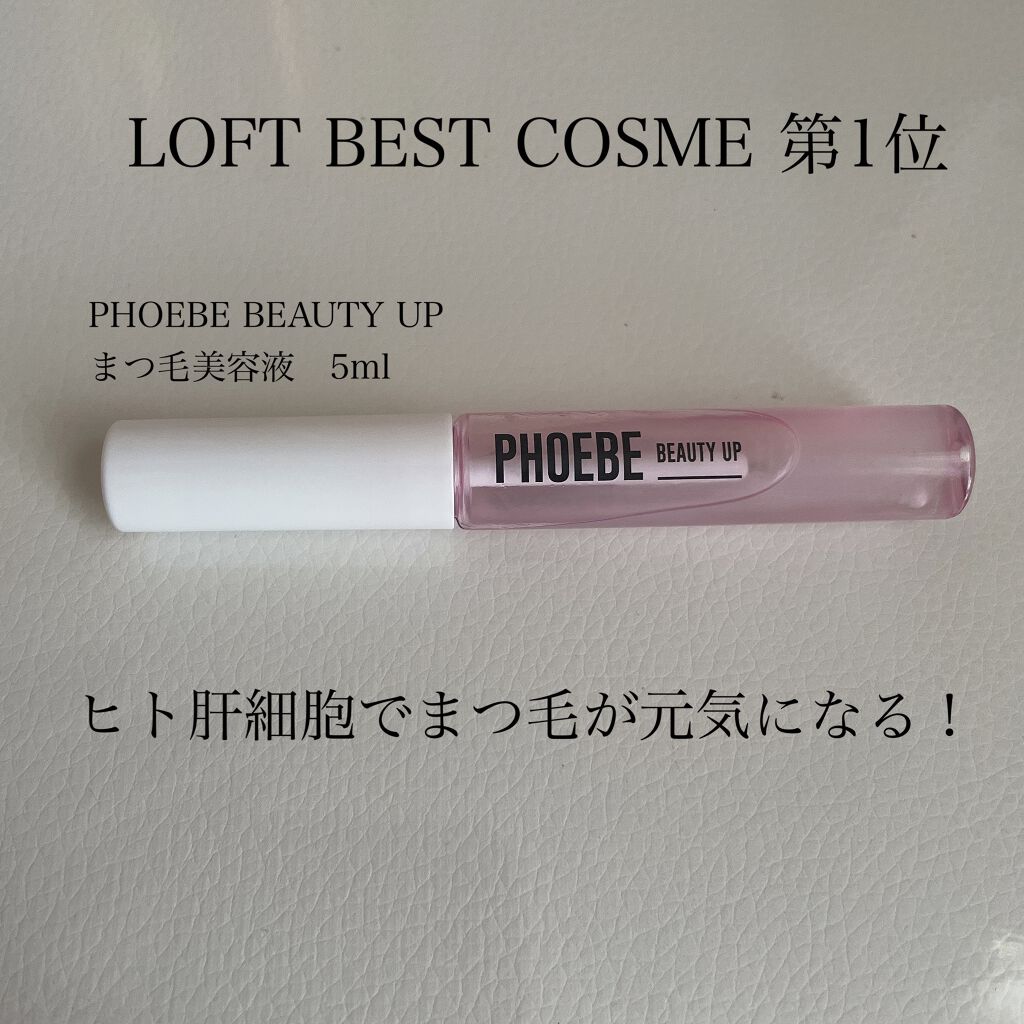 LOFT BEST COSME 第1位
PHOEBE BEAUTY UP
まつ毛美容液　5ml
PHOEBE BEAUTY UP
ヒト肝細胞でまつ毛が元気になる！